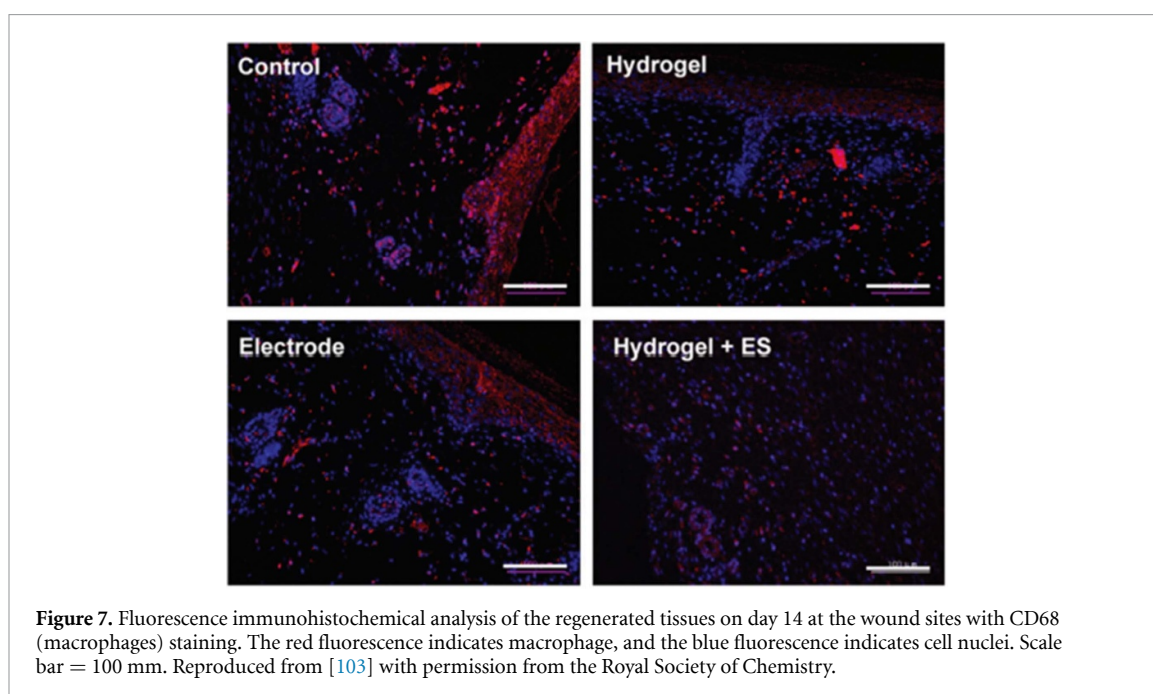 Control
Hydrogel
Electrode
Hydrogel + ES
Figure 7. Fluorescence immunohistochemical analysis of the regenerated tissues on day 14 at the wound sites with CD68
(macrophages) staining. The red fluorescence indicates macrophage, and the blue fluorescence indicates cell nuclei. Scale
bar = 100 mm. Reproduced from [103] with permission from the Royal Society of Chemistry.